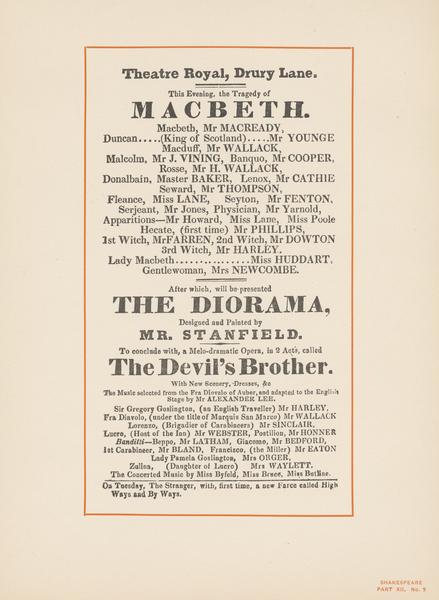 Theatre Royal, Drury Lane.
This Evening, the Tragedy of
MACBETH.
Macbeth, Mr MACREADY,
Duncan.....(King of Scotland).....Mr YOUNGE
Macduff, Mr WALLACK,
Malcolm, Mr J. VINING, Banquo, Mr COOPER,
Rosse, Mr H. WALLACK,
Donalbain, Master BAKER, Lenox, Mr CATHIE
Seward, Mr THOMPSON,
Fleance, Miss LANE, Seyton, Mr FENTON,
Serjeant, Mr Jones, Physician, Mr Yarnold,
Apparitions—Mr Howard, Miss Lane, Miss Poole
Hecate, (first time) Mr PHILLIPS,
1st Witch, Mr FARREN, 2nd Witch, Mr DOWTON
3rd Witch, Mr HARLEY.
Lady Macbeth................Miss HUDDART.
Gentlewoman, Mrs NEWCOMBE.
After which, will be presented
THE DIORAMA,
Designed and Painted by
MR. STANFIELD.
To conclude with, a Melo-dramatic Opera, in 2 Acts, called
The Devil's Brother.
With New Scenery, Dresses, &c
The Music selected from the Fra Diovalo of Auber, and adapted to the English
Stage by Mr ALEXANDER LEE.
Sir Gregory Goslington, (an English Traveller) Mr HARLEY,
Fra Diavolo, (under the title of Marquis San Marco) Mr WALLACK
Lorenzo, (Brigadier of Carabineers) Mr SINCLAIR,
Lucro, (Host of the Inn) Mr WEBSTER, Postilion, Mr HONNER
Banditti—Beppo, Mr LATHAM, Giacomo, Mr BEDFORD,
1st Carabineer, Mr BLAND, Francisco, (the Miller) Mr EATON
Lady Pamela Goslington, Mrs ORGER,
Zulina, (Daughter of Lucro) Mrs WAYLETT.
The Concerted Music by Miss Byfeld, Miss Bruce, Miss Butline.
On Tuesday, The Stranger, with, first time, a new Farce called High
Ways and By Ways.
SHAKESPEARE
PART XII, No. 9